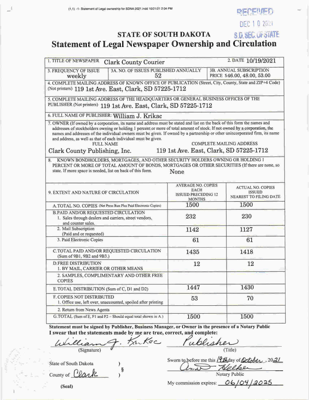 RECEIVED
DEC 1 0 2021
S.D. SEC. OF STATE
STATE OF SOUTH DAKOTA
Statement of Legal Newspaper Ownership and Circulation
1. TITLE OF NEWSPAPER Clark County Courier
2. DATE 10/19/2021
3. FREQUENCY OF ISSUE
weekly
3A. NO. OF ISSUES PUBLISHED ANNUALLY
52
3B. ANNUAL SUBSCRIPTION
PRICE $46.00, 48.00, 53.00
4. COMPLETE MAILING ADDRESS OF KNOWN OFFICE OF PUBLICATION (Street, City, County, State and ZIP+4 Code)
(Not printers) 119 1st Ave. East, Clark, SD 57225-1712
5. COMPLETE MAILING ADDRESS OF THE HEADQUARTERS OR GENERAL BUSINESS OFFICES OF THE
PUBLISHER (Not printers) 119 1st Ave. East, Clark, SD 57225-1712
6. FULL NAME OF PUBLISHER: William J. Krikac
7. OWNER (If owned by a corporation, its name and address must be stated and list on the back of this form the names and
addresses of stockholders owning or holding 1 percent or more of total amount of stock. If not owned by a corporation, the
names and addresses of the individual owners must be given. If owned by a partnership or other unincorporated firm, its name
and address, as well as that of each individual must be given).
FULL NAME
COMPLETE MAILING ADDRESS
Clark County Publishing, Inc.
119 1st Ave. East, Clark, SD 57225-1712
8. KNOWN BONDHOLDERS, MORTGAGES, AND OTHER SECURITY HOLDERS OWNING OR HOLDING 1
PERCENT OR MORE OF TOTAL AMOUNT OF BONDS, MORTGAGES OR OTHER SECURITIES (If there are none, so
state. If more space is needed, list on back of this form.
None
9. EXTENT AND NATURE OF CIRCULATION
AVERAGE NO. COPIES
EACH
ISSUED PRECEDING 12
MONTHS
ACTUAL NO. COPIES
ISSUED
NEAREST TO FILING DATE
A. TOTAL NO. COPIES (Net Press Run Plus Paid Electronic Copies)
1500
1500
B. PAID AND/OR REQUESTED CIRCULATION
1. Sales through dealers and carriers, street vendors,
and counter sales.
232
230
2. Mail Subscription
(Paid and or requested)
1142
1127
3. Paid Electronic Copies
61
61
C. TOTAL PAID AND/OR REQUESTED CIRCULATION
(Sum of 9B1, 9B2 and 9B3.)
1435
1418
D. FREE DISTRIBUTION
1. BY MAIL, CARRIER OR OTHER MEANS
12
12
2. SAMPLES, COMPLIMENTARY AND OTHER FREE
COPIES
E. TOTAL DISTRIBUTION (Sum of C, D1 and D2)
1447
1430
F. COPIES NOT DISTRIBUTED
1. Office use, left over, unaccounted, spoiled after printing
53
70
2. Return from News Agents
G. TOTAL (Sum of E, F1 and F2 - Should equal total shown in A.)
1500
1500
Statement must be signed by Publisher, Business Manager, or Owner in the presence of a Notary Public
I swear that the statements made by me are true, correct, and complete:
William J. Krikac
Publisher
(Signature)
(Title)
State of South Dakota )
Sworn to before me this 19 day of October, 2021
County of Clark )
Notary Public
(Seal)
My commission expires: 06/04/2025